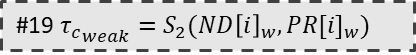 #19 τ_{c_{weak}} = S_2(ND[i]_w, PR[i]_w)